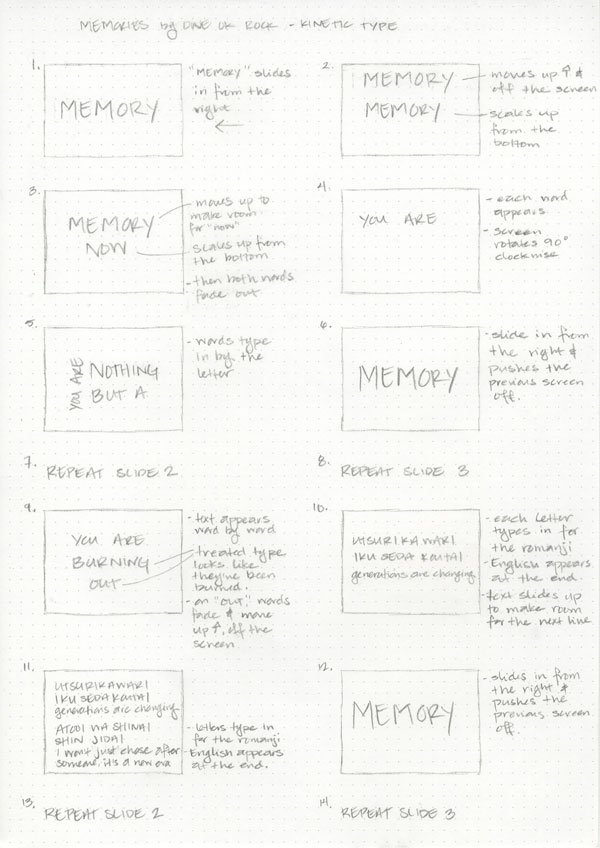 MEMORIES by ONE OK ROCK - KINETIC TYPE
1.
MEMORY
"MEMORY" slides
in from the
right
←
2.
MEMORY
MEMORY
moves up ↑ &
off the screen
scales up
from the
bottom
3.
MEMORY
NOW
moves up to
make room
for "now"
scales up from
the bottom
- then both words
fade out
4.
YOU ARE
- each word
appears
- screen
rotates 90°
clockwise
5.
YOU ARE
NOTHING
BUT A
- words type
in by the
letter
6.
MEMORY
- slide in from
the right &
pushes the
previous screen
off.
7.
REPEAT SLIDE 2
8.
REPEAT SLIDE 3
9.
YOU ARE
BURNING
OUT
- text appears
word by word
- treated type
looks like
they've been
burned.
- on "OUT," words
fade & move
up ↑, off the
screen
10.
UTSURIKAWARI
IKU SEDA KOUTAI
generations are changing
- each letter
types in for
the romanji
- English appears
at the end.
- text slides up
to make room
for the next line
11.
UTSURIKAWARI
IKU SEDA KOUTAI
generations are changing
ATOOI WA SHINAI
SHIN JIDAI
I won't just chase after
someone, it's a new era
- letters type in
for the romanji
- English appears
at the end.
12.
MEMORY
- slides in from
the right &
pushes the
previous screen
off.
13.
REPEAT SLIDE 2
14.
REPEAT SLIDE 3